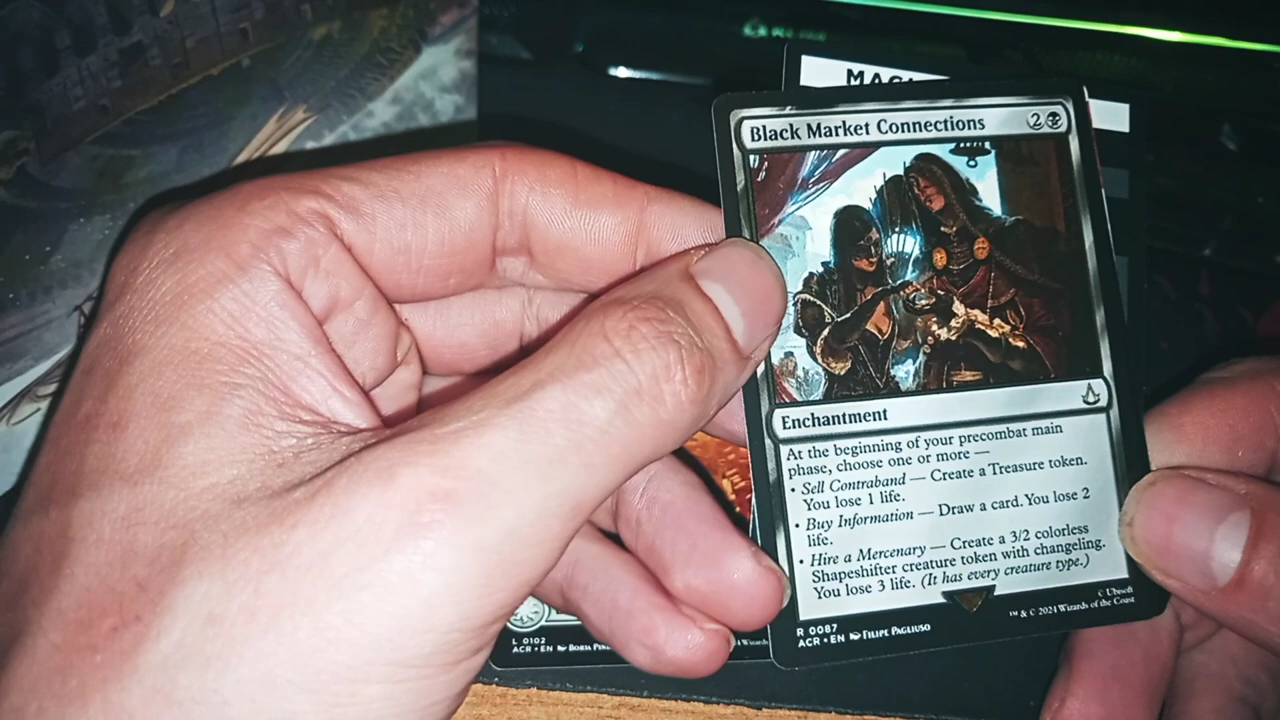 MAGI
Black Market Connections 2
Enchantment
At the beginning of your precombat main
phase, choose one or more —
• Sell Contraband — Create a Treasure token.
You lose 1 life.
• Buy Information — Draw a card. You lose 2
life.
• Hire a Mercenary — Create a 3/2 colorless
Shapeshifter creature token with changeling.
You lose 3 life. (It has every creature type.)
R 0087
ACR • EN FILIPE PAGLIUSO
© Ubisoft
™ & © 2024 Wizards of the Coast
L 0102
ACR • EN